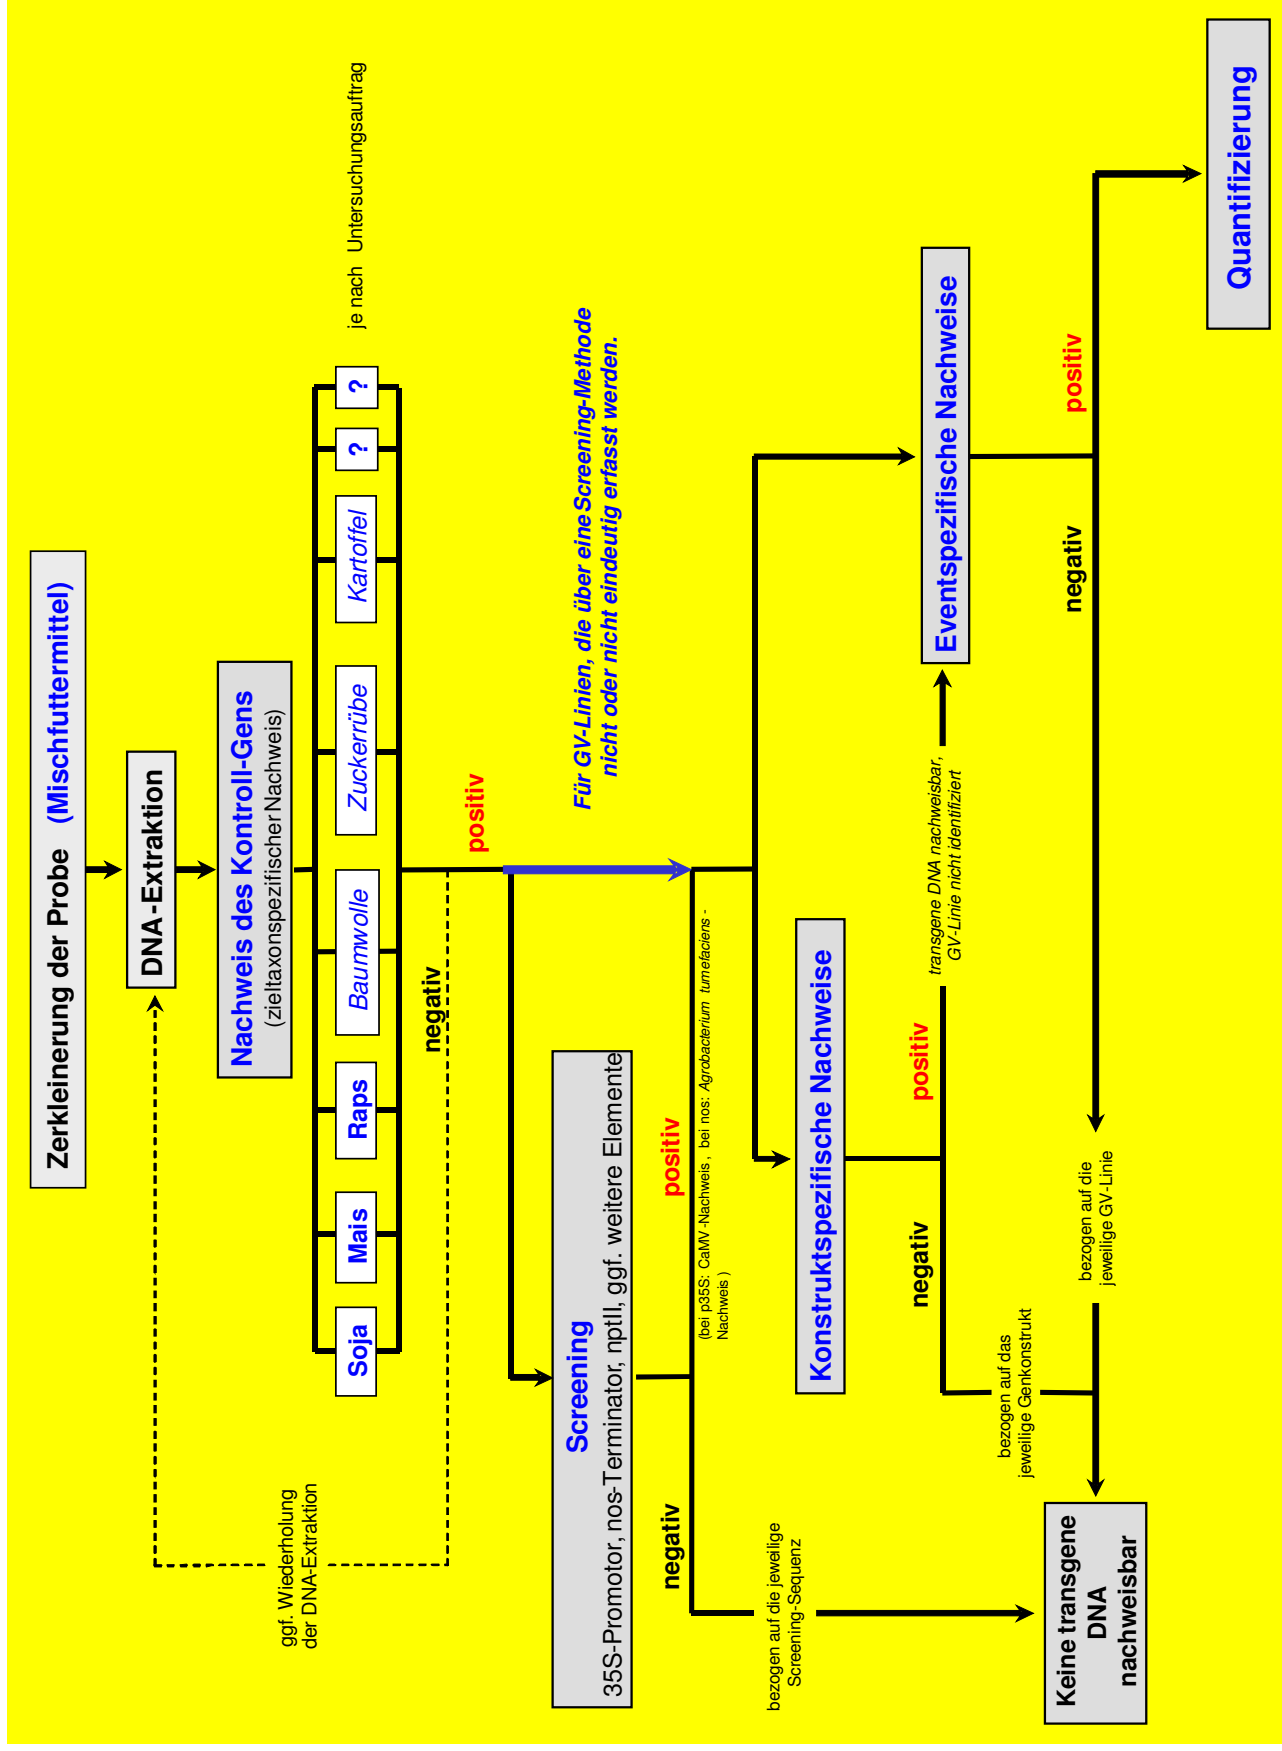 Zerkleinerung der Probe (Mischfuttermittel)
DNA-Extraktion
Nachweis des Kontroll-Gens
(zieltaxonspezifischer Nachweis)
ggf. Wiederholung
der DNA-Extraktion
Soja
Mais
Raps
Baumwolle
Zuckerrübe
Kartoffel
?
?
je nach Untersuchungsauftrag
negativ
positiv
Für GV-Linien, die über eine Screening-Methode
nicht oder nicht eindeutig erfasst werden.
Screening
35S-Promotor, nos-Terminator, nptII, ggf. weitere Elemente
negativ
positiv
(bei p35S: CaMV-Nachweis, bei nos: Agrobacterium tumefaciens -
Nachweis )
bezogen auf die jeweilige
Screening-Sequenz
Konstruktspezifische Nachweise
negativ
positiv
transgene DNA nachweisbar,
GV-Linie nicht identifiziert
Eventspezifische Nachweise
bezogen auf das
jeweilige Genkonstrukt
negativ
positiv
bezogen auf die
jeweilige GV-Linie
Keine transgene
DNA
nachweisbar
Quantifizierung